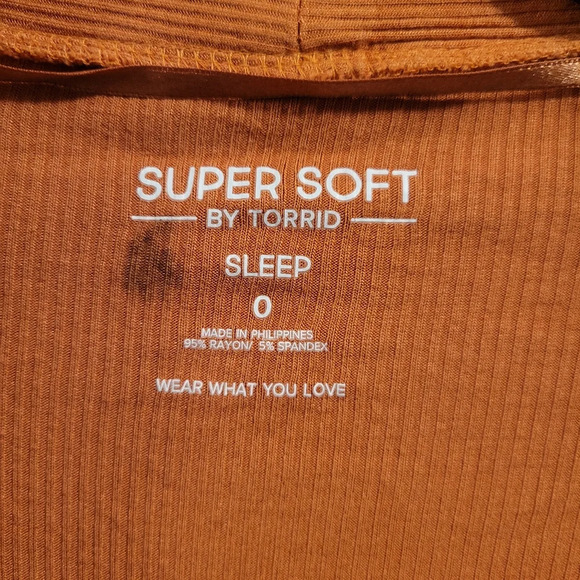 SUPER SOFT
BY TORRID
SLEEP
0
MADE IN PHILIPPINES
95% RAYON/ 5% SPANDEX
WEAR WHAT YOU LOVE